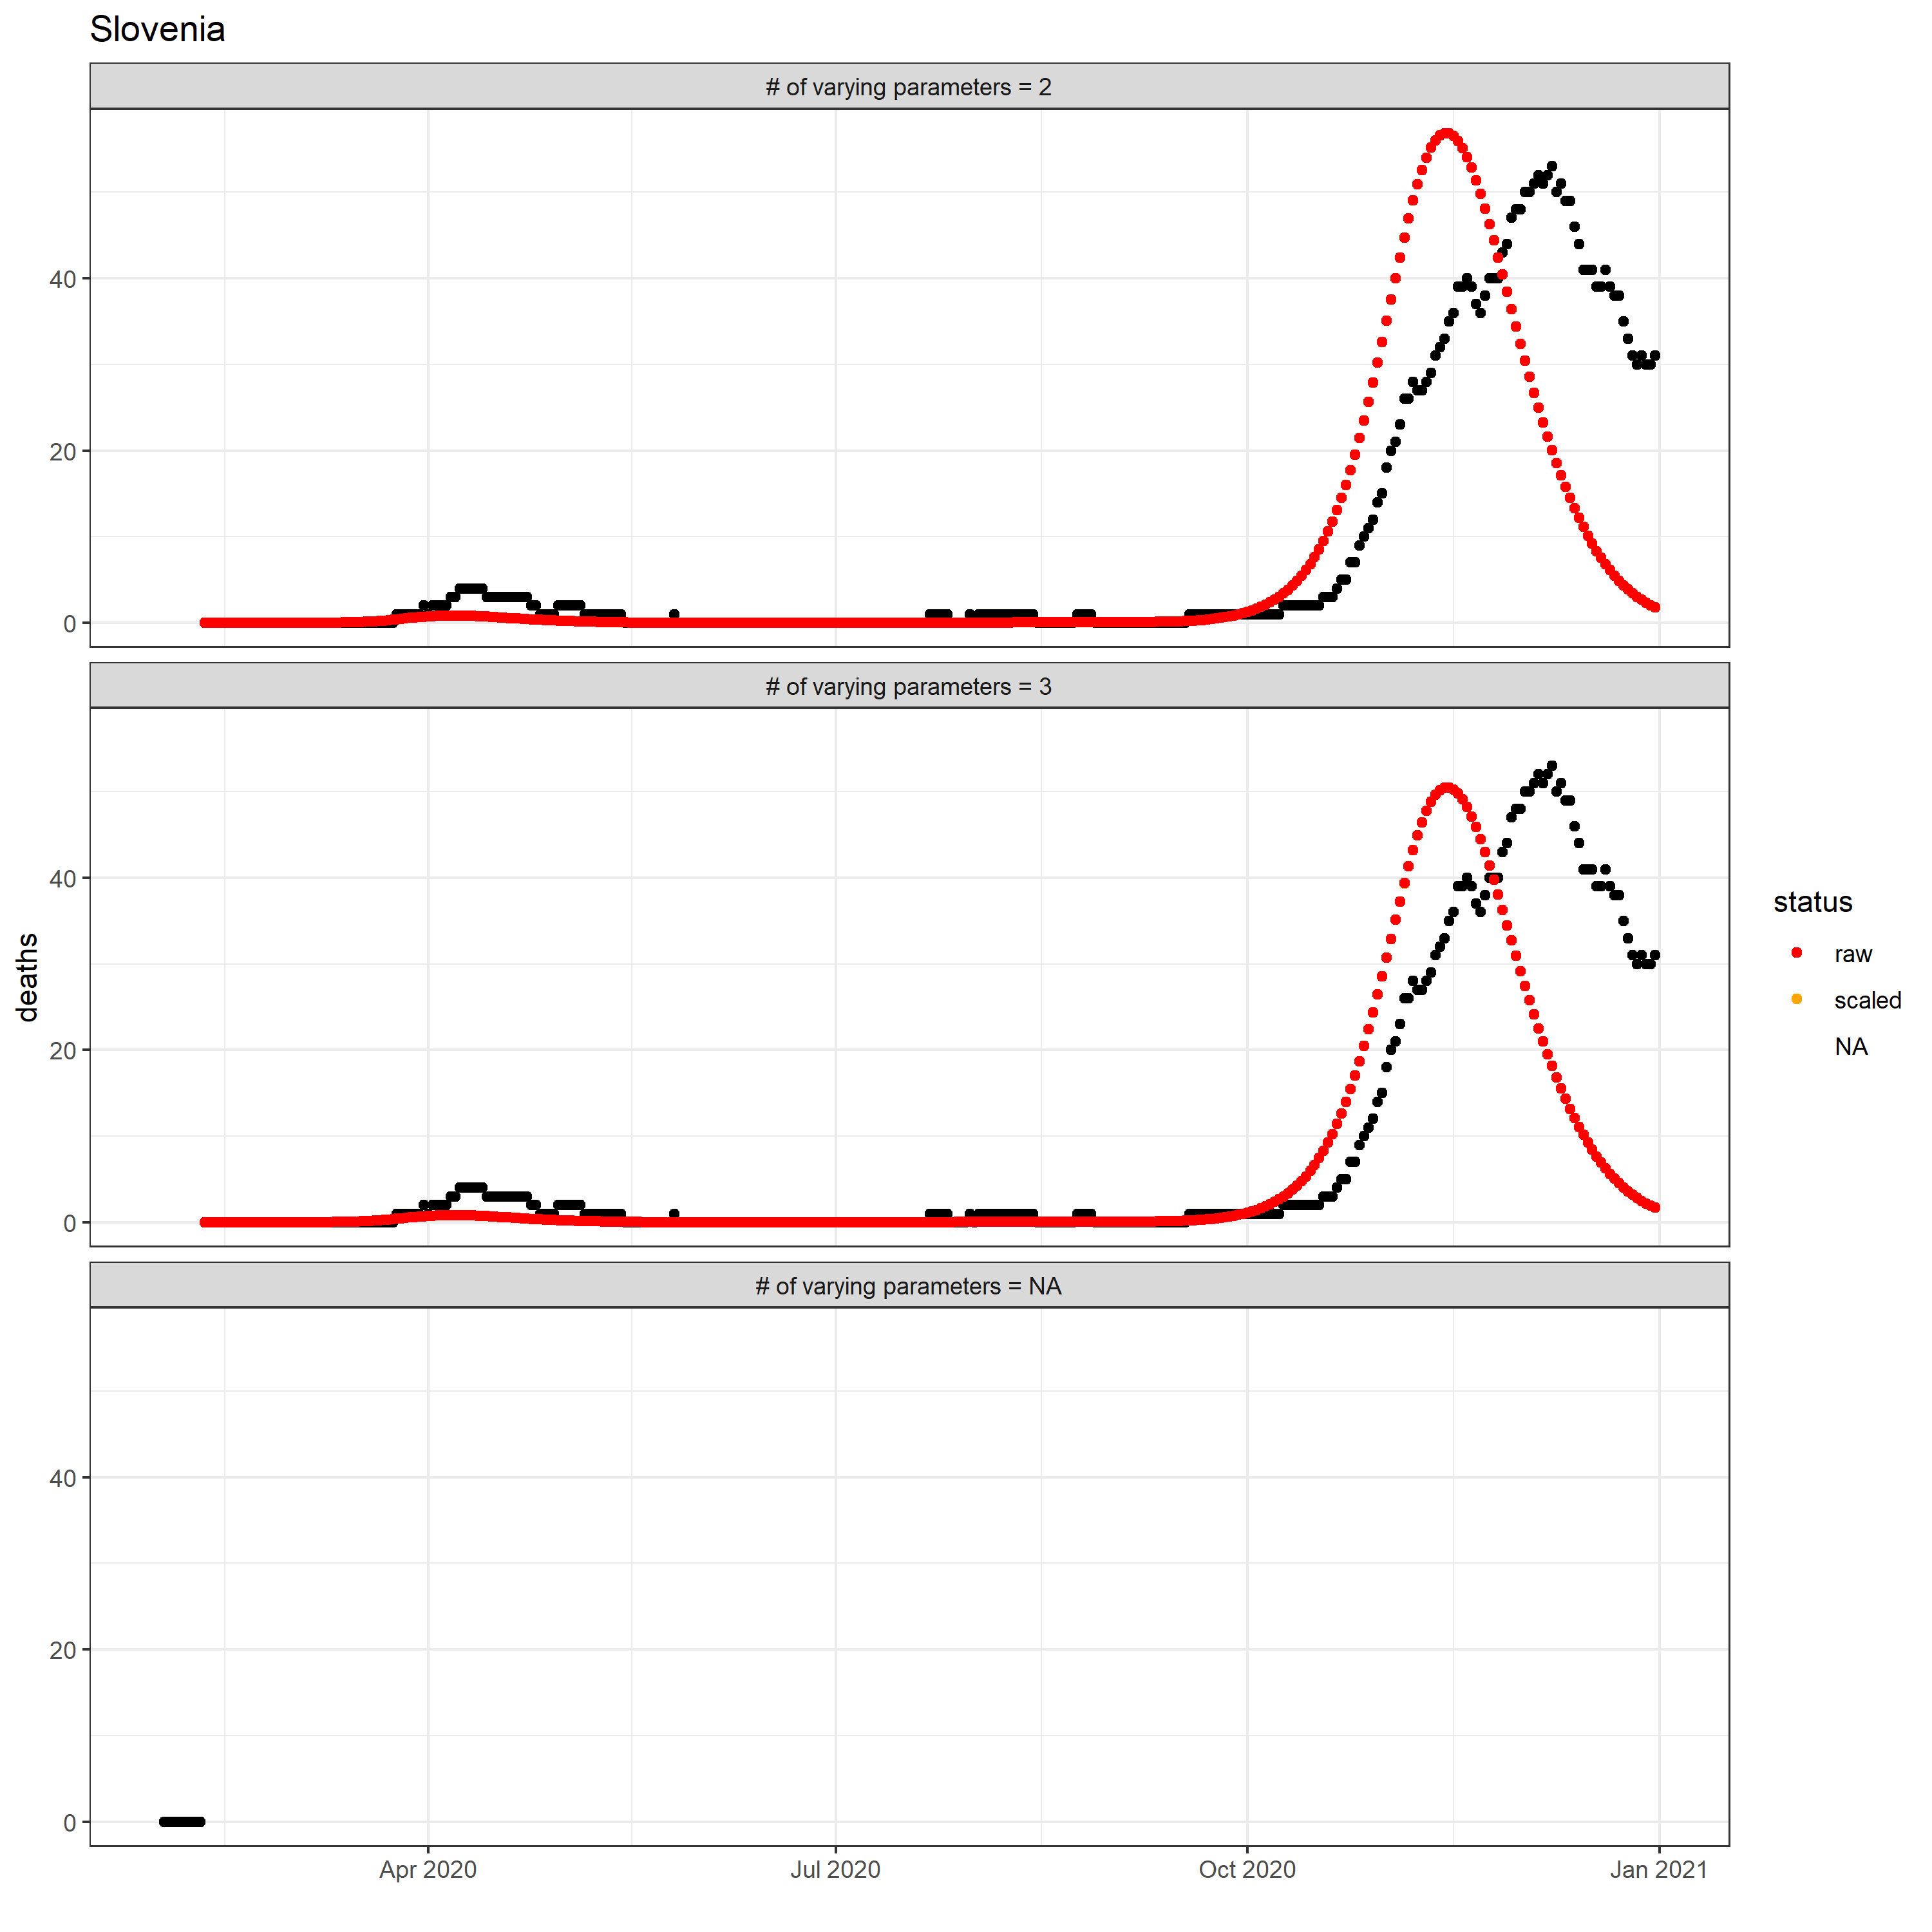 Slovenia
# of varying parameters = 2
40
20
0
# of varying parameters = 3
40
20
0
# of varying parameters = NA
40
20
0
Apr 2020
Jul 2020
Oct 2020
Jan 2021
deaths
status
raw
scaled
NA